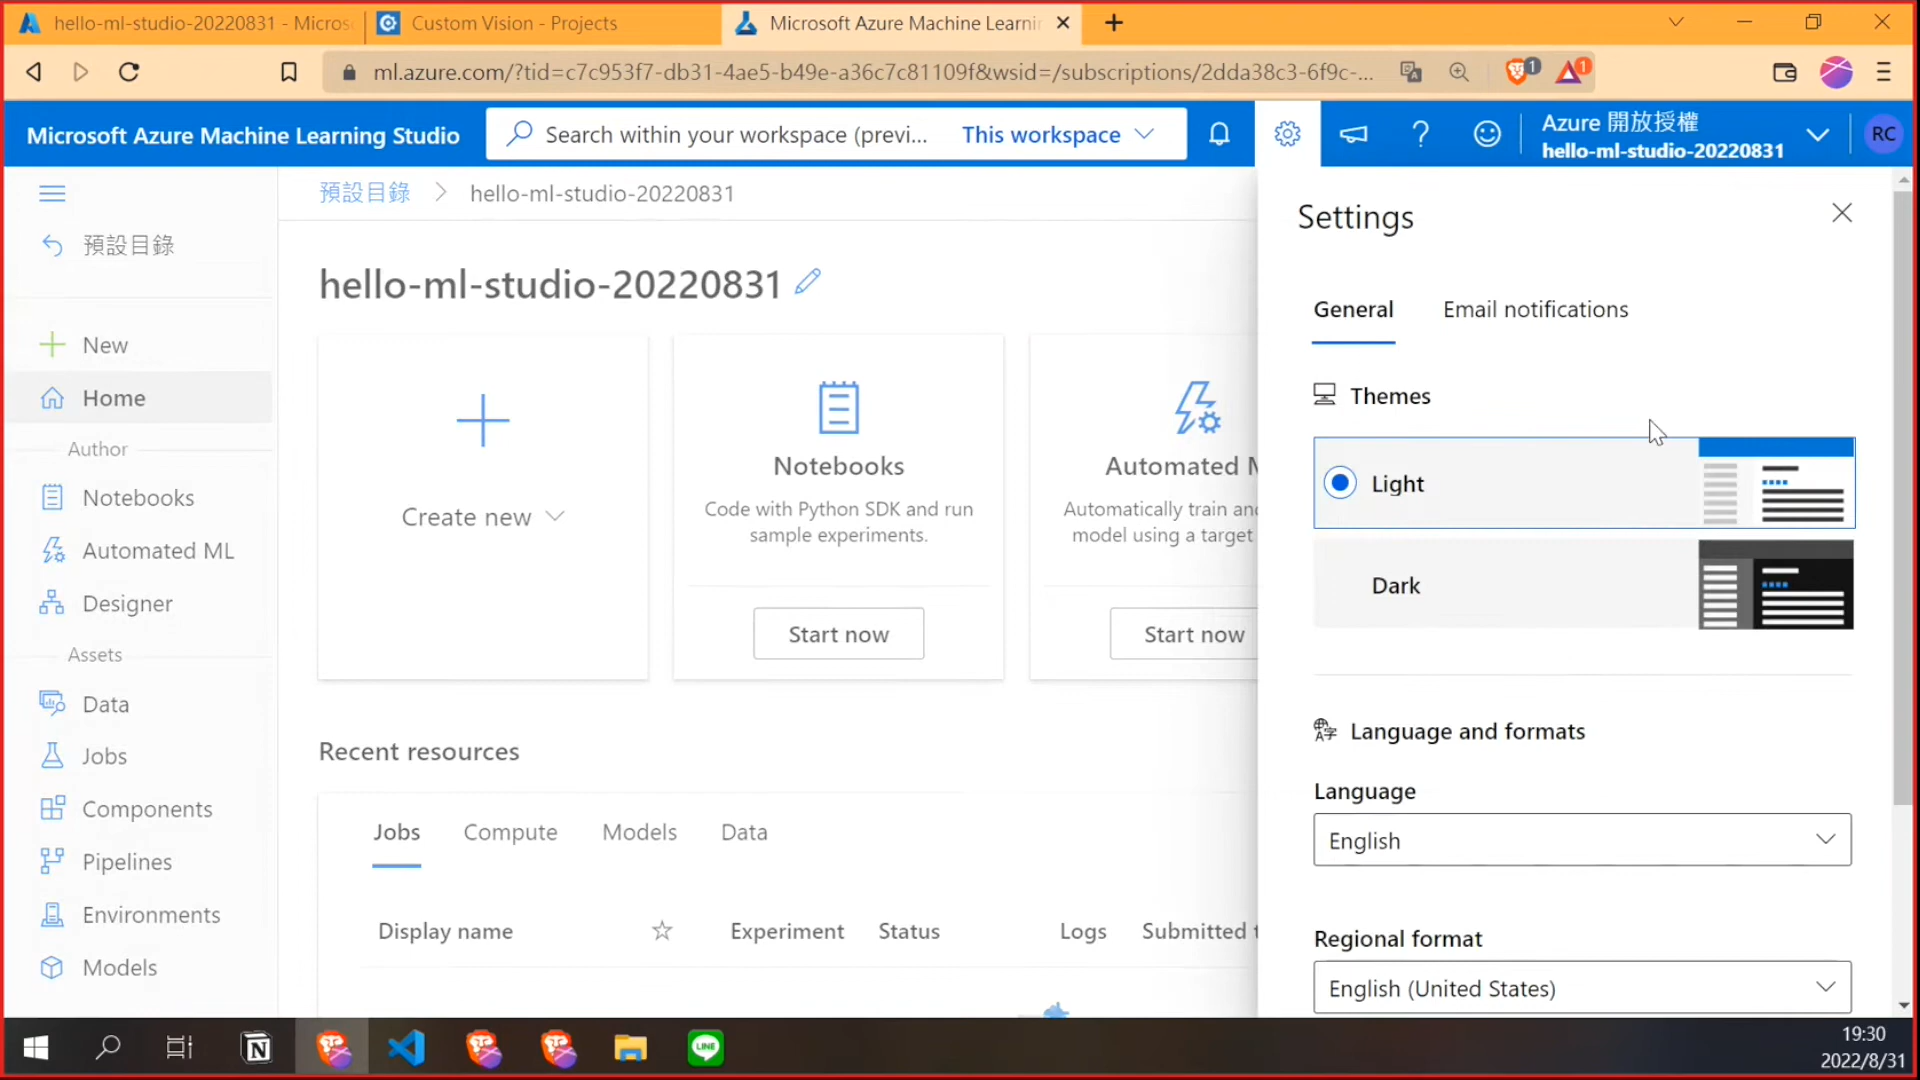 hello-ml-studio-20220831 - Micros
Custom Vision - Projects
Microsoft Azure Machine Learnin
ml.azure.com/?tid=c7c953f7-db31-4ae5-b49e-a36c7c81109f&wsid=/subscriptions/2dda38c3-6f9c-...
1
1
Microsoft Azure Machine Learning Studio
Search within your workspace (previ...
This workspace
Azure 開放授權
hello-ml-studio-20220831
RC
預設目錄
hello-ml-studio-20220831
預設目錄
New
Home
Author
Notebooks
Automated ML
Designer
Assets
Data
Jobs
Components
Pipelines
Environments
Models
hello-ml-studio-20220831
Create new
Notebooks
Code with Python SDK and run
sample experiments.
Start now
Automated M
Automatically train and
model using a target
Start now
Recent resources
Jobs
Compute
Models
Data
Display name
Experiment
Status
Logs
Submitted t
Settings
General
Email notifications
Themes
Light
Dark
Language and formats
Language
English
Regional format
English (United States)
LINE
19:30
2022/8/31